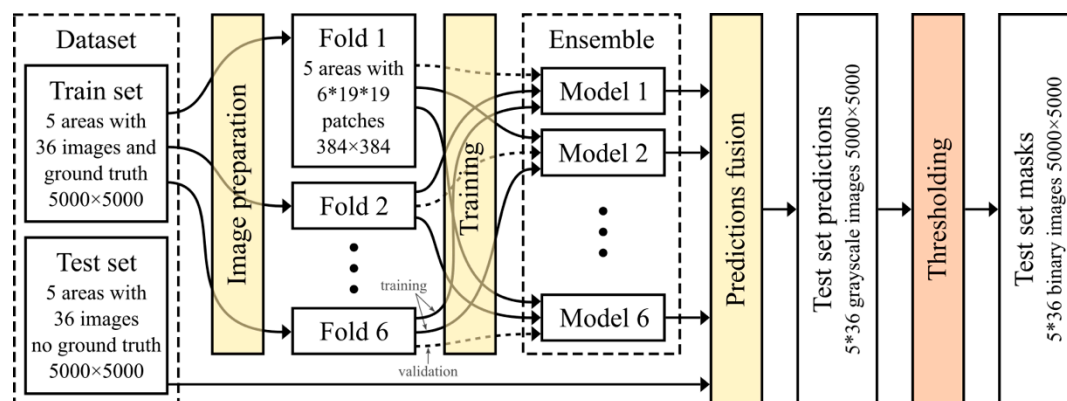 Dataset
Train set
5 areas with
36 images and
ground truth
5000×5000
Test set
5 areas with
36 images
no ground truth
5000×5000
Image preparation
Fold 1
5 areas with
6*19*19
patches
384×384
Fold 2
Fold 6
training
validation
Training
Ensemble
Model 1
Model 2
Model 6
Predictions fusion
Test set predictions
5*36 grayscale images 5000×5000
Thresholding
Test set masks
5*36 binary images 5000×5000